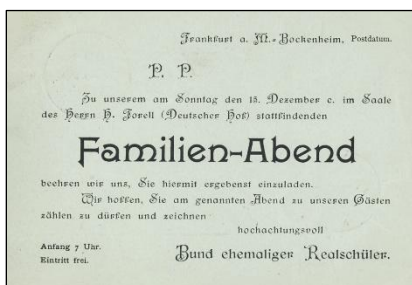 Frankfurt a. M.-Bockenheim, Postdatum.
P. P.
Zu unserem am Sonntag den 15. Dezember c. im Saale
des Herrn H. Forell (Deutscher Hof) stattfindenden
Familien-Abend
beehren wir uns, Sie hiermit ergebenst einzuladen.
Wir hoffen, Sie am genannten Abend zu unseren Gästen
zählen zu dürfen und zeichnen
hochachtungsvoll
Anfang 7 Uhr.
Eintritt frei.
Bund ehemaliger Realschüler.